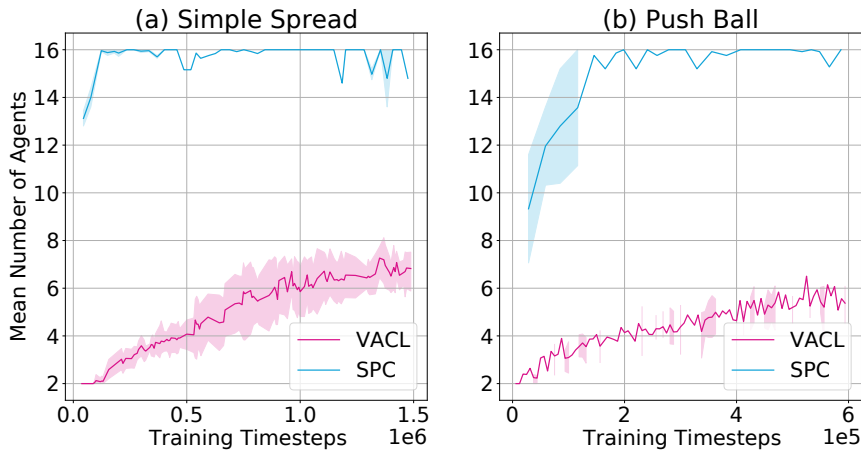 (a) Simple Spread
(b) Push Ball
Mean Number of Agents
16
14
12
10
8
6
4
2
0.0
0.5
1.0
1.5
Training Timesteps
1e6
VACL
SPC
16
14
12
10
8
6
4
2
0
2
4
6
Training Timesteps
1e5
VACL
SPC